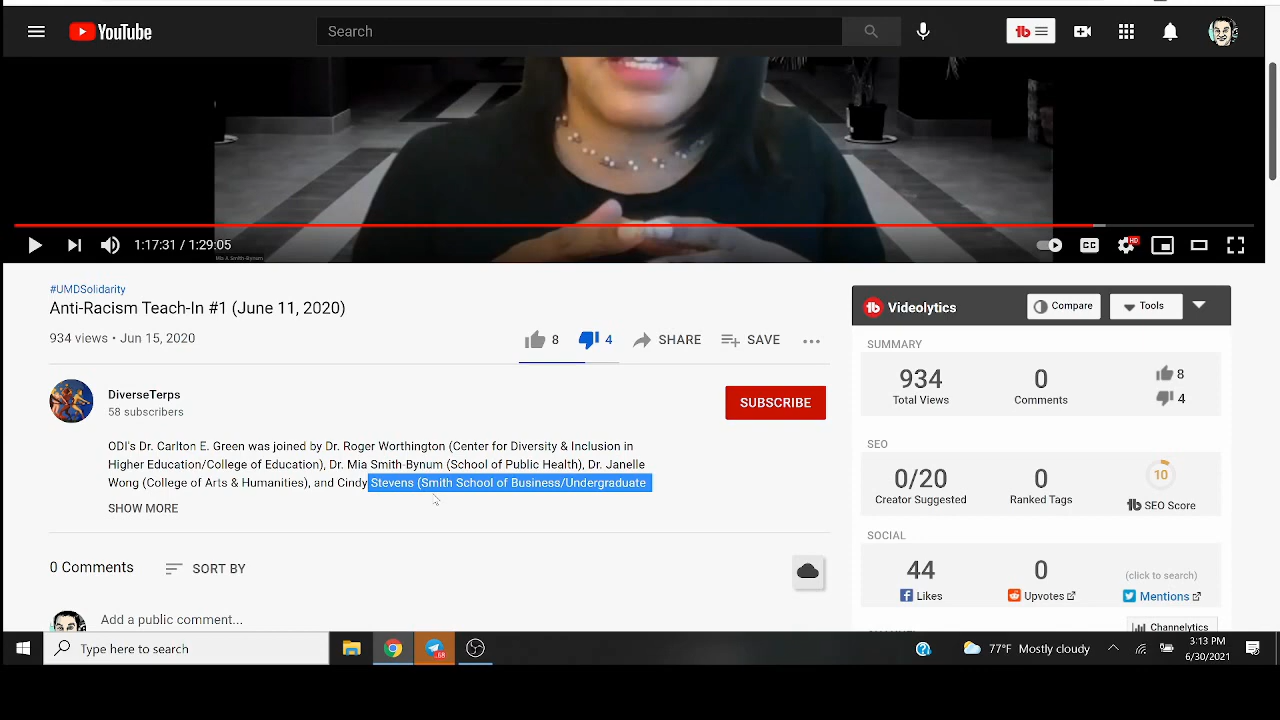 YouTube
Search
1:17:31 / 1:29:05
CC
HD
Mia A Smith-Bynum
#UMDSolidarity
Anti-Racism Teach-In #1 (June 11, 2020)
934 views • Jun 15, 2020
8
4
SHARE
SAVE
DiverseTerps
58 subscribers
SUBSCRIBE
ODI's Dr. Carlton E. Green was joined by Dr. Roger Worthington (Center for Diversity & Inclusion in
Higher Education/College of Education), Dr. Mia Smith-Bynum (School of Public Health), Dr. Janelle
Wong (College of Arts & Humanities), and Cindy Stevens (Smith School of Business/Undergraduate
SHOW MORE
0 Comments
SORT BY
Add a public comment...
Videolytics
Compare
Tools
SUMMARY
934
Total Views
0
Comments
8
4
SEO
0/20
Creator Suggested
0
Ranked Tags
10
SEO Score
SOCIAL
44
Likes
0
Upvotes
(click to search)
Mentions
Channelytics
Type here to search
77°F Mostly cloudy
3:13 PM
6/30/2021